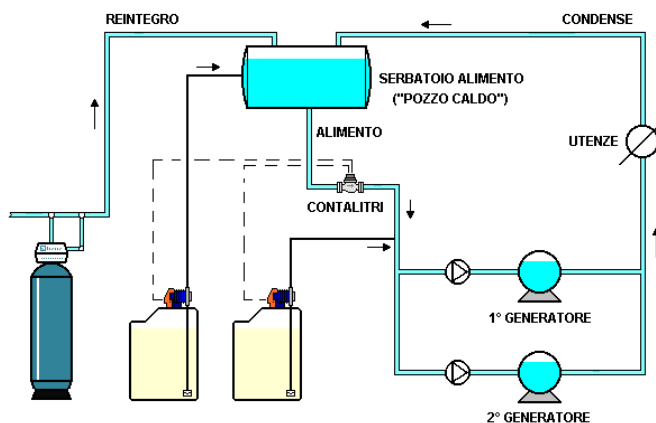 REINTEGRO
CONDENSE
SERBATOIO ALIMENTO
("POZZO CALDO")
ALIMENTO
UTENZE
CONTALITRI
1° GENERATORE
2° GENERATORE